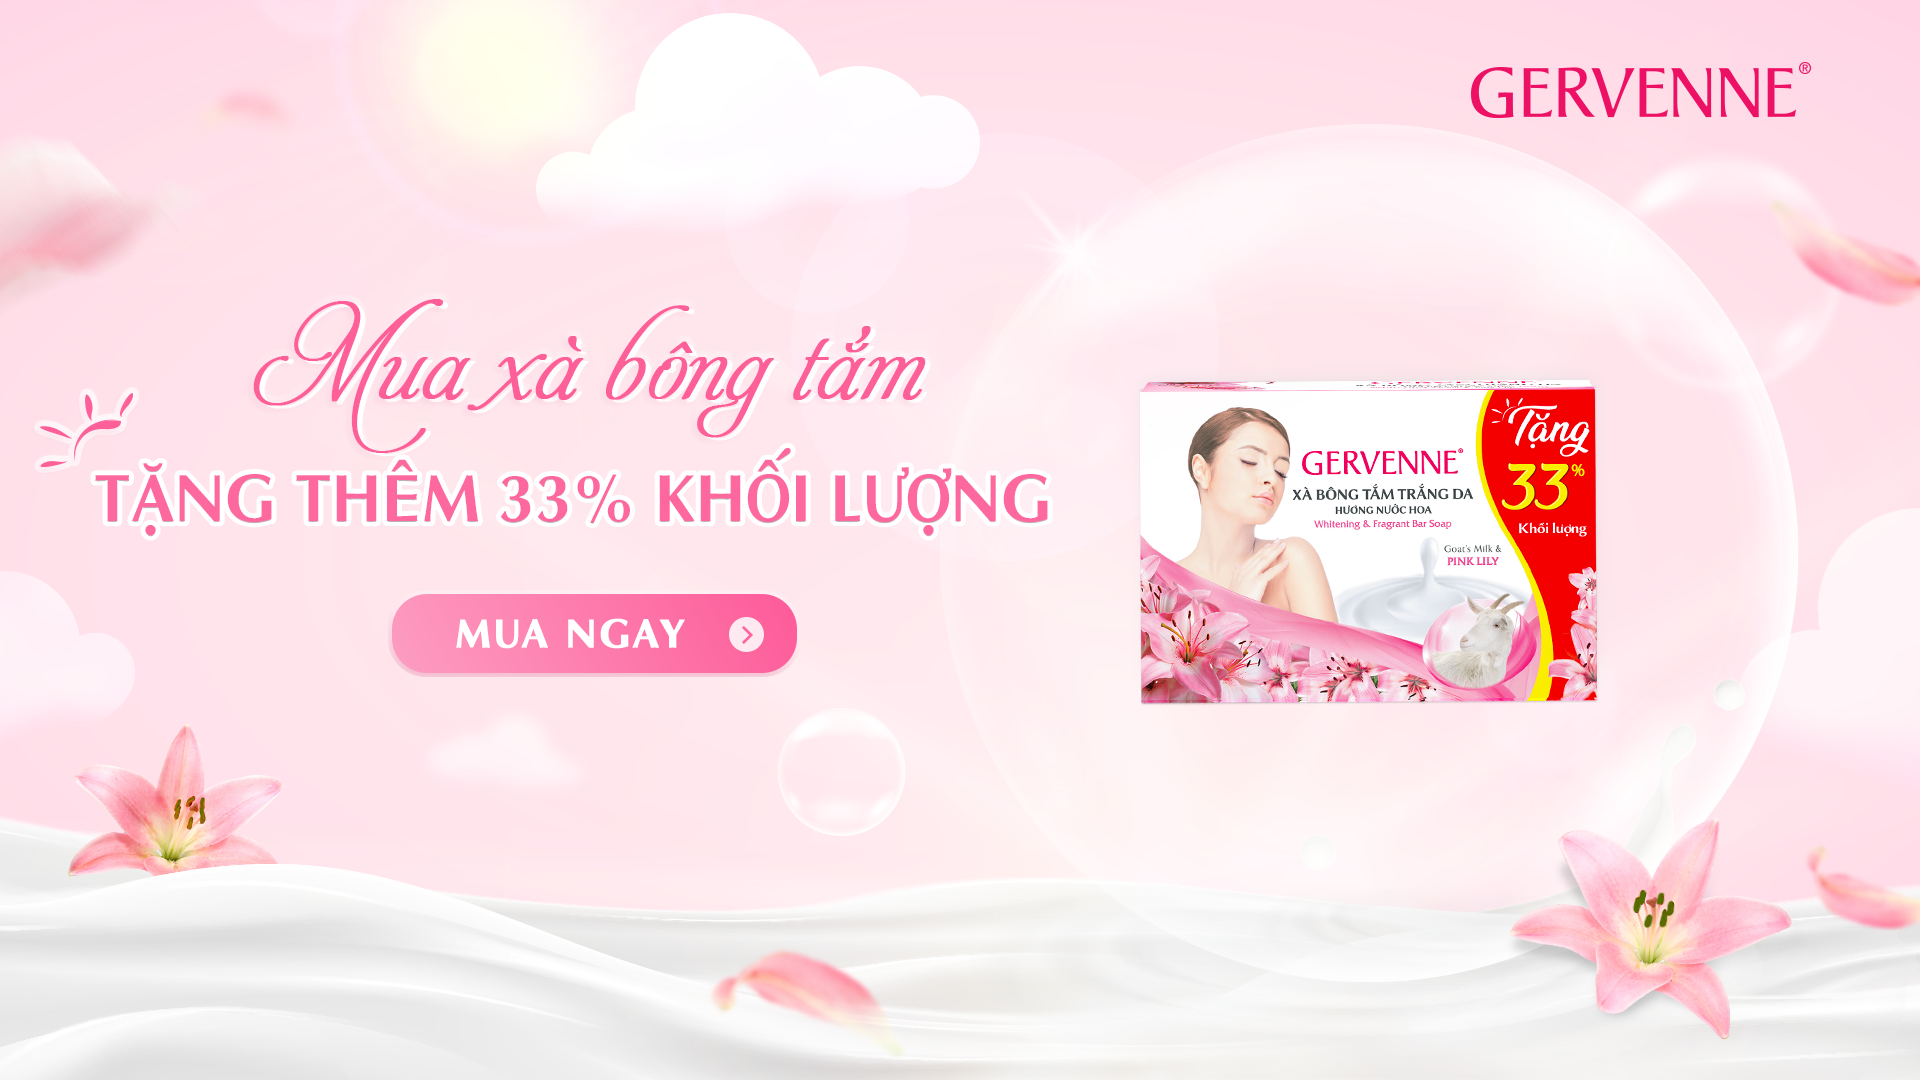 GERVENNE®
Mua xà bông tắm
TẶNG THÊM 33% KHỐI LƯỢNG
MUA NGAY
GERVENNE®
XÀ BÔNG TẮM TRẮNG DA
HƯƠNG NƯỚC HOA
Whitening & Fragrant Bar Soap
Goat's Milk &
PINK LILY
Tặng
33%
Khối lượng